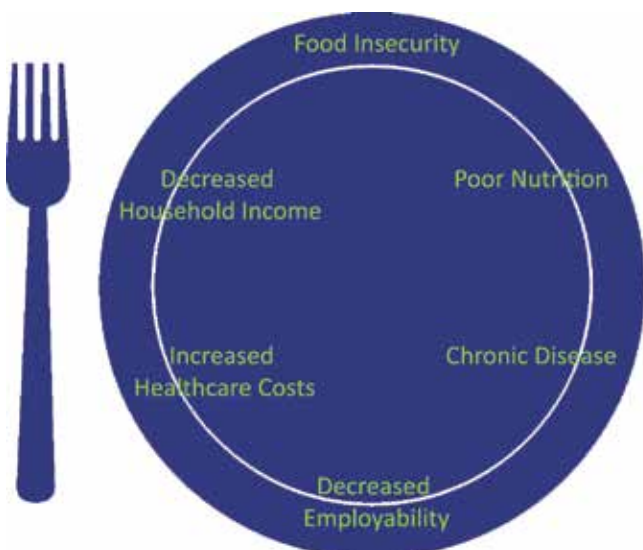 Food Insecurity
Decreased
Household Income
Poor Nutrition
Increased
Healthcare Costs
Chronic Disease
Decreased
Employability